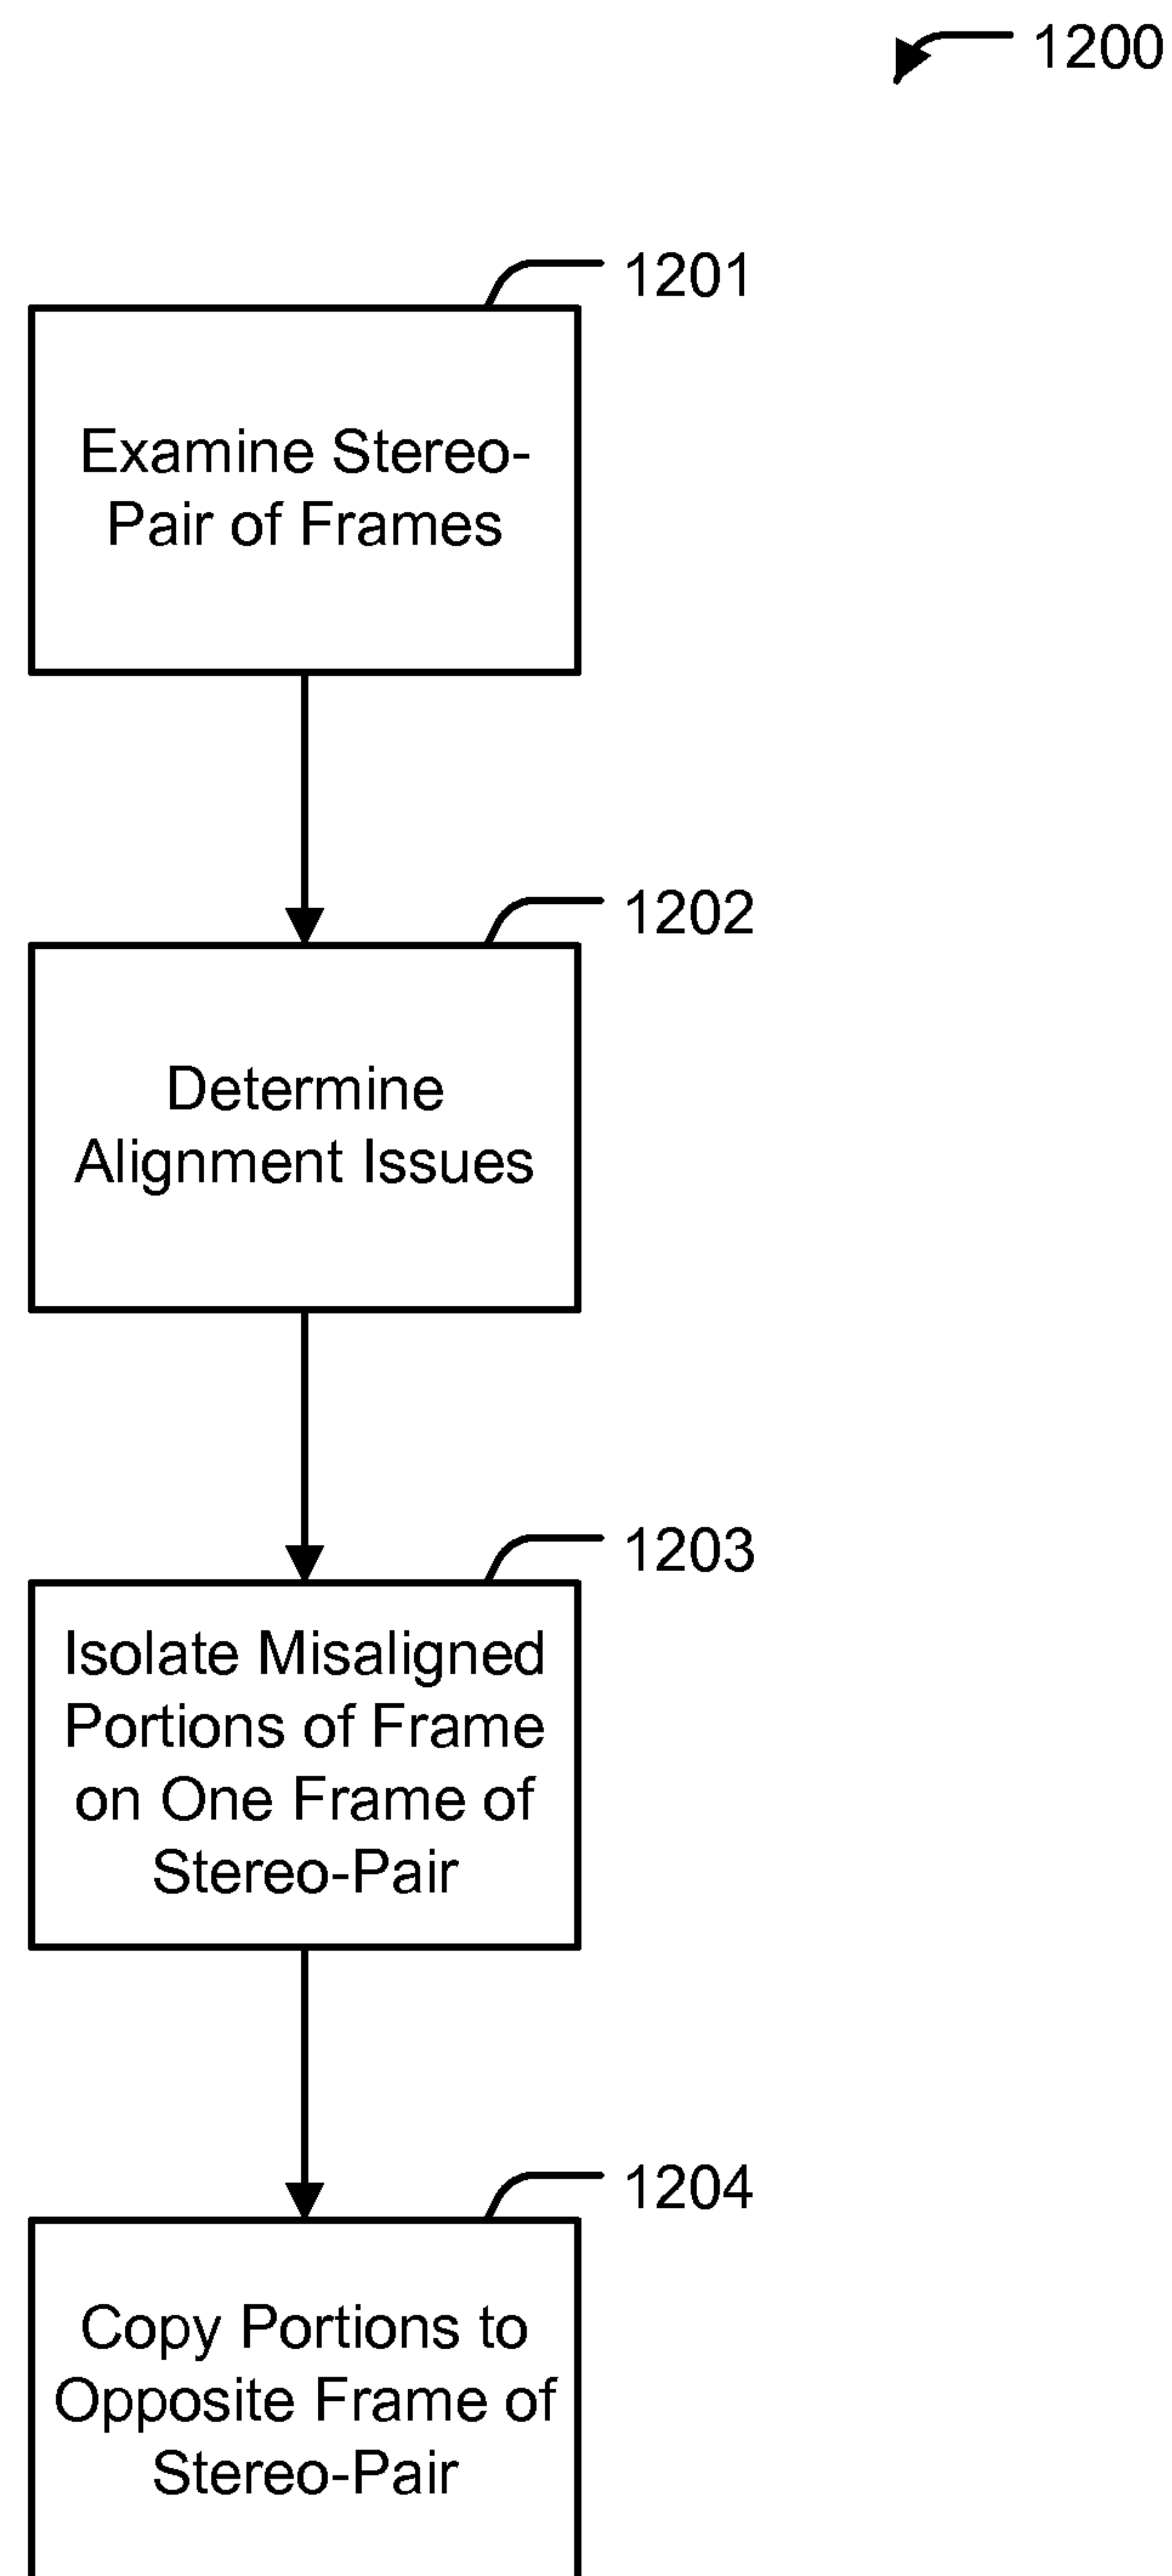 1200
1201
Examine Stereo-
Pair of Frames
1202
Determine
Alignment Issues
1203
Isolate Misaligned
Portions of Frame
on One Frame of
Stereo-Pair
1204
Copy Portions to
Opposite Frame of
Stereo-Pair